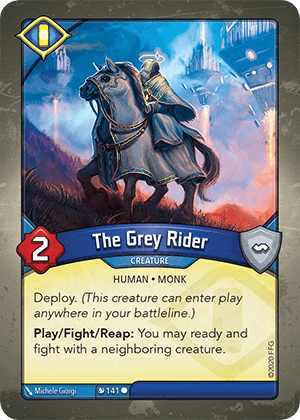 The Grey Rider
CREATURE
2
HUMAN • MONK
Deploy. (This creature can enter play
anywhere in your battleline.)
Play/Fight/Reap: You may ready and
fight with a neighboring creature.
©2020 FFG
Michele Giorgi
141